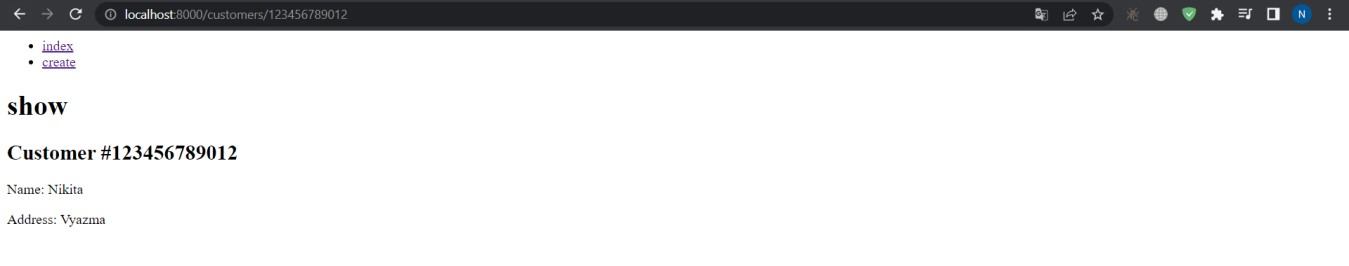 localhost:8000/customers/123456789012
N
index
create
show
Customer #123456789012
Name: Nikita
Address: Vyazma